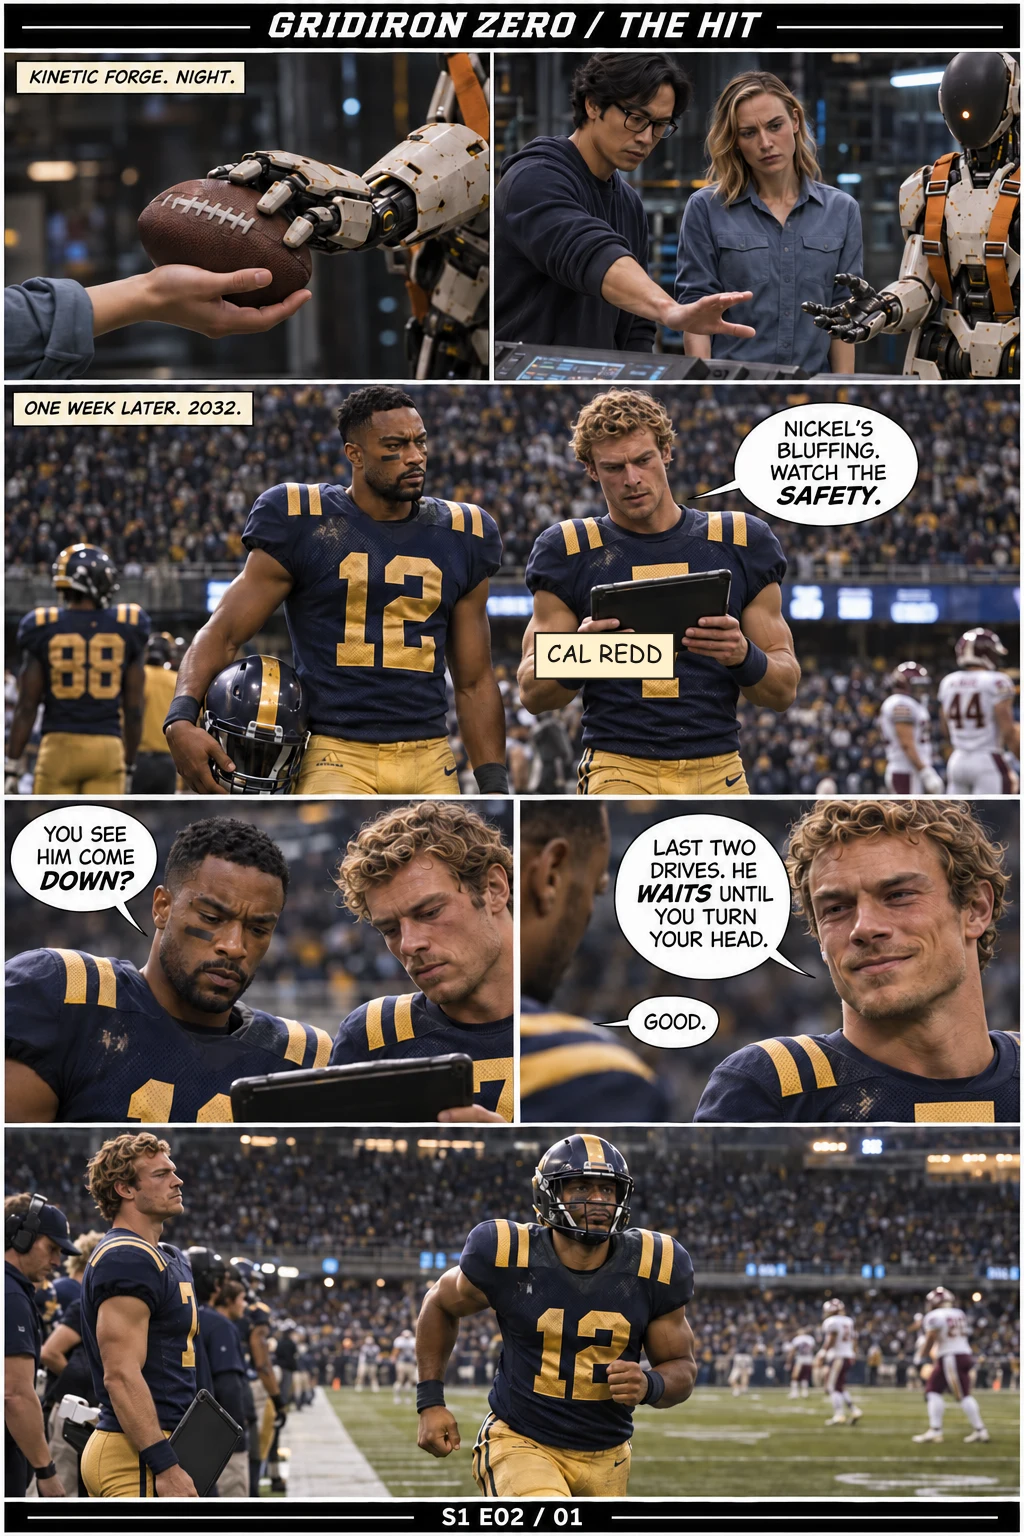 GRIDIRON ZERO / THE HIT
KINETIC FORGE. NIGHT.
ONE WEEK LATER. 2032.
NICKEL'S
BLUFFING.
WATCH THE
SAFETY.
88
12
CAL REDD
44
YOU SEE
HIM COME
DOWN?
LAST TWO
DRIVES. HE
WAITS UNTIL
YOU TURN
YOUR HEAD.
GOOD.
7
12
S1 E02 / 01